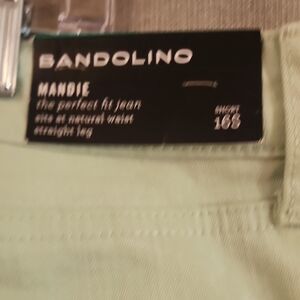 BANDOLINO
MANDIE
the perfect fit jean
sits at natural waist
straight leg
SHORT
16S